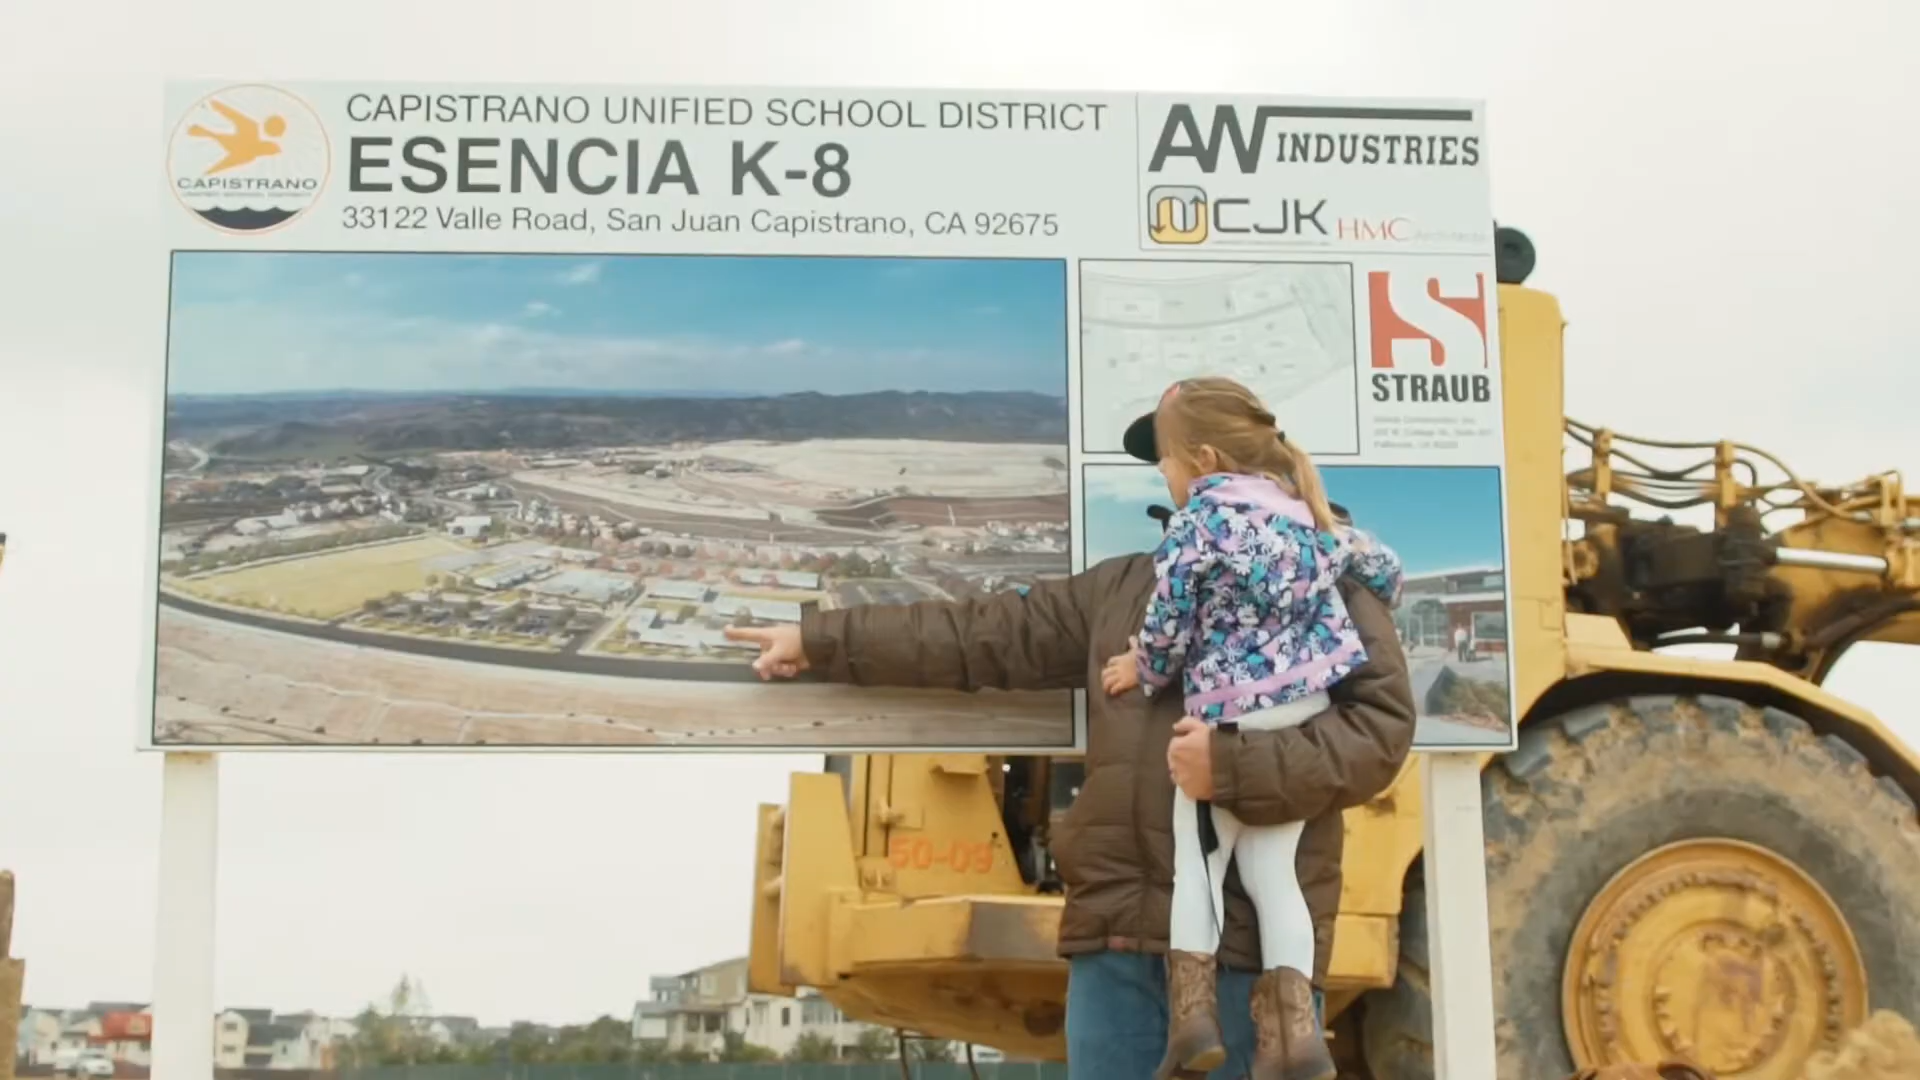 CAPISTRANO UNIFIED SCHOOL DISTRICT
ESENCIA K-8
33122 Valle Road, San Juan Capistrano, CA 92675
CAPISTRANO
AW INDUSTRIES
CJK
HMC Architects
STRAUB
50-09